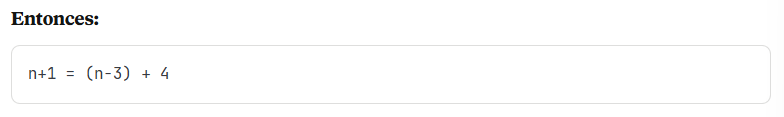 Entonces:
n+1 = (n-3) + 4